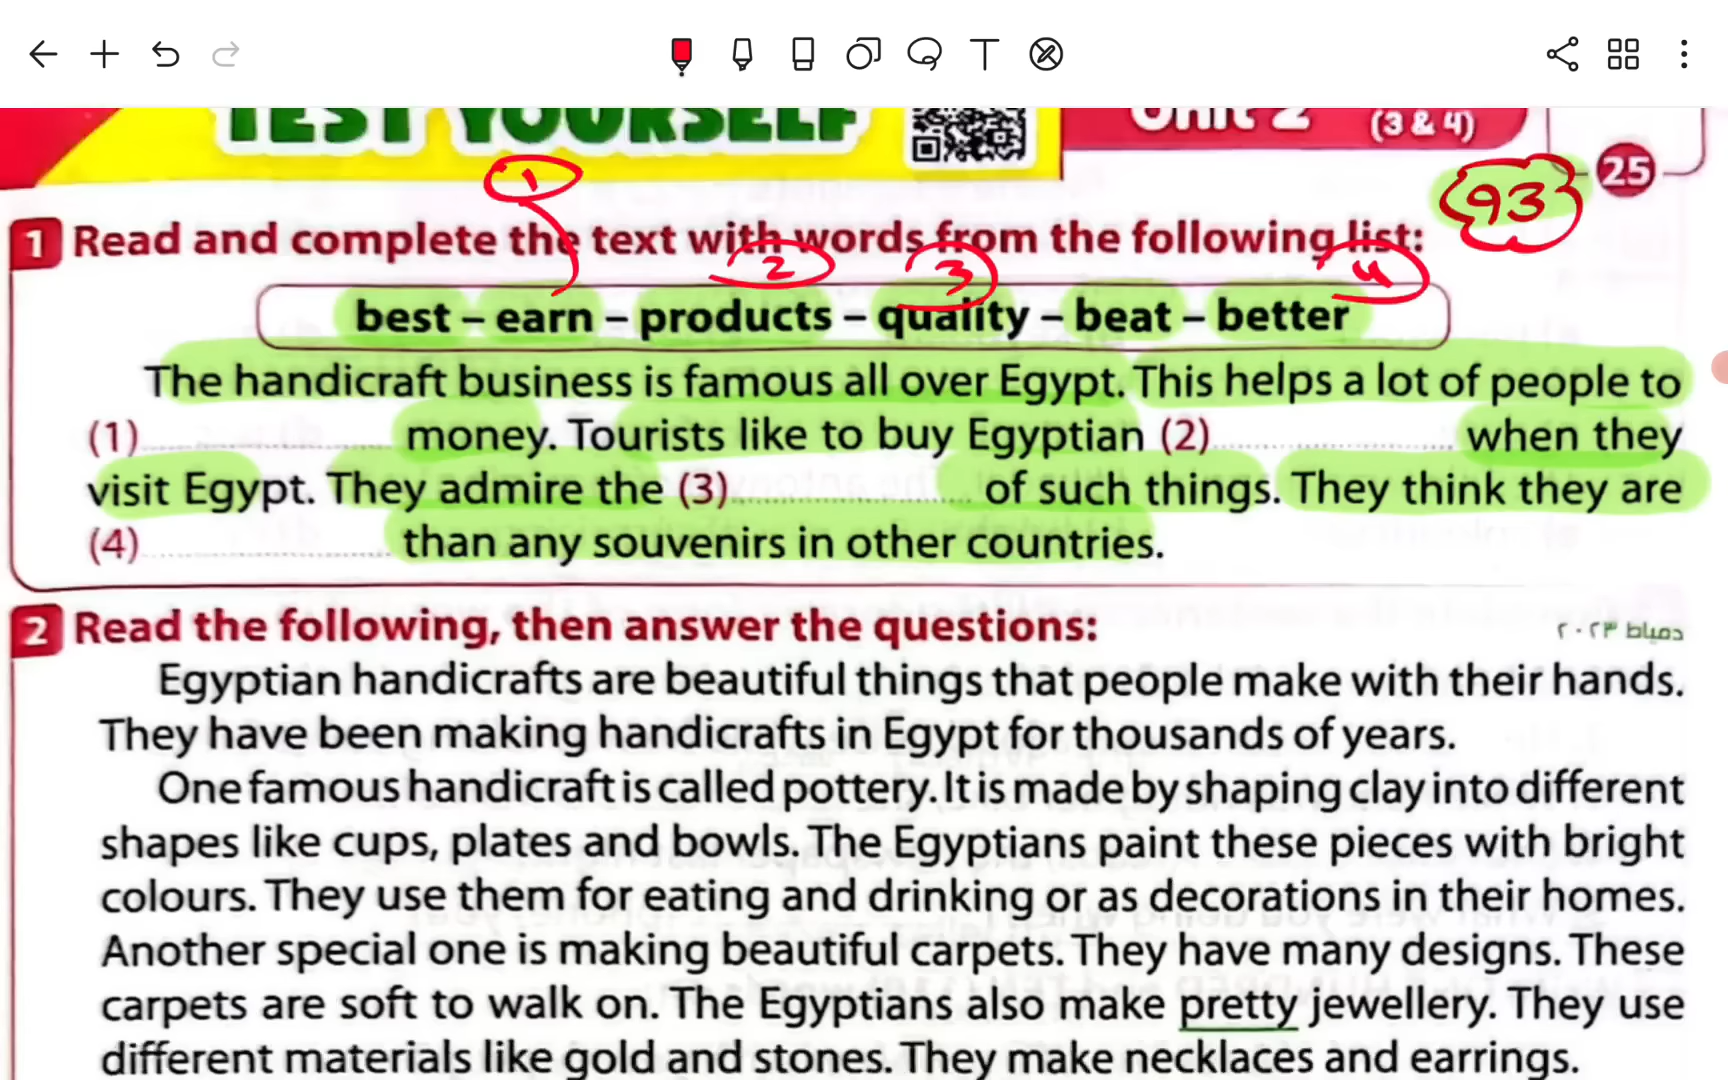 TEST YOURSELF
Unit 2
(3 & 4)
25
1
93
1 Read and complete the text with words from the following list:
2
3
4
best – earn – products – quality – beat – better
The handicraft business is famous all over Egypt. This helps a lot of people to
(1) .............................. money. Tourists like to buy Egyptian (2) .............................. when they
visit Egypt. They admire the (3) .............................. of such things. They think they are
(4) .............................. than any souvenirs in other countries.
2 Read the following, then answer the questions:
دمياط ٢٠٢٣
Egyptian handicrafts are beautiful things that people make with their hands.
They have been making handicrafts in Egypt for thousands of years.
One famous handicraft is called pottery. It is made by shaping clay into different
shapes like cups, plates and bowls. The Egyptians paint these pieces with bright
colours. They use them for eating and drinking or as decorations in their homes.
Another special one is making beautiful carpets. They have many designs. These
carpets are soft to walk on. The Egyptians also make pretty jewellery. They use
different materials like gold and stones. They make necklaces and earrings.